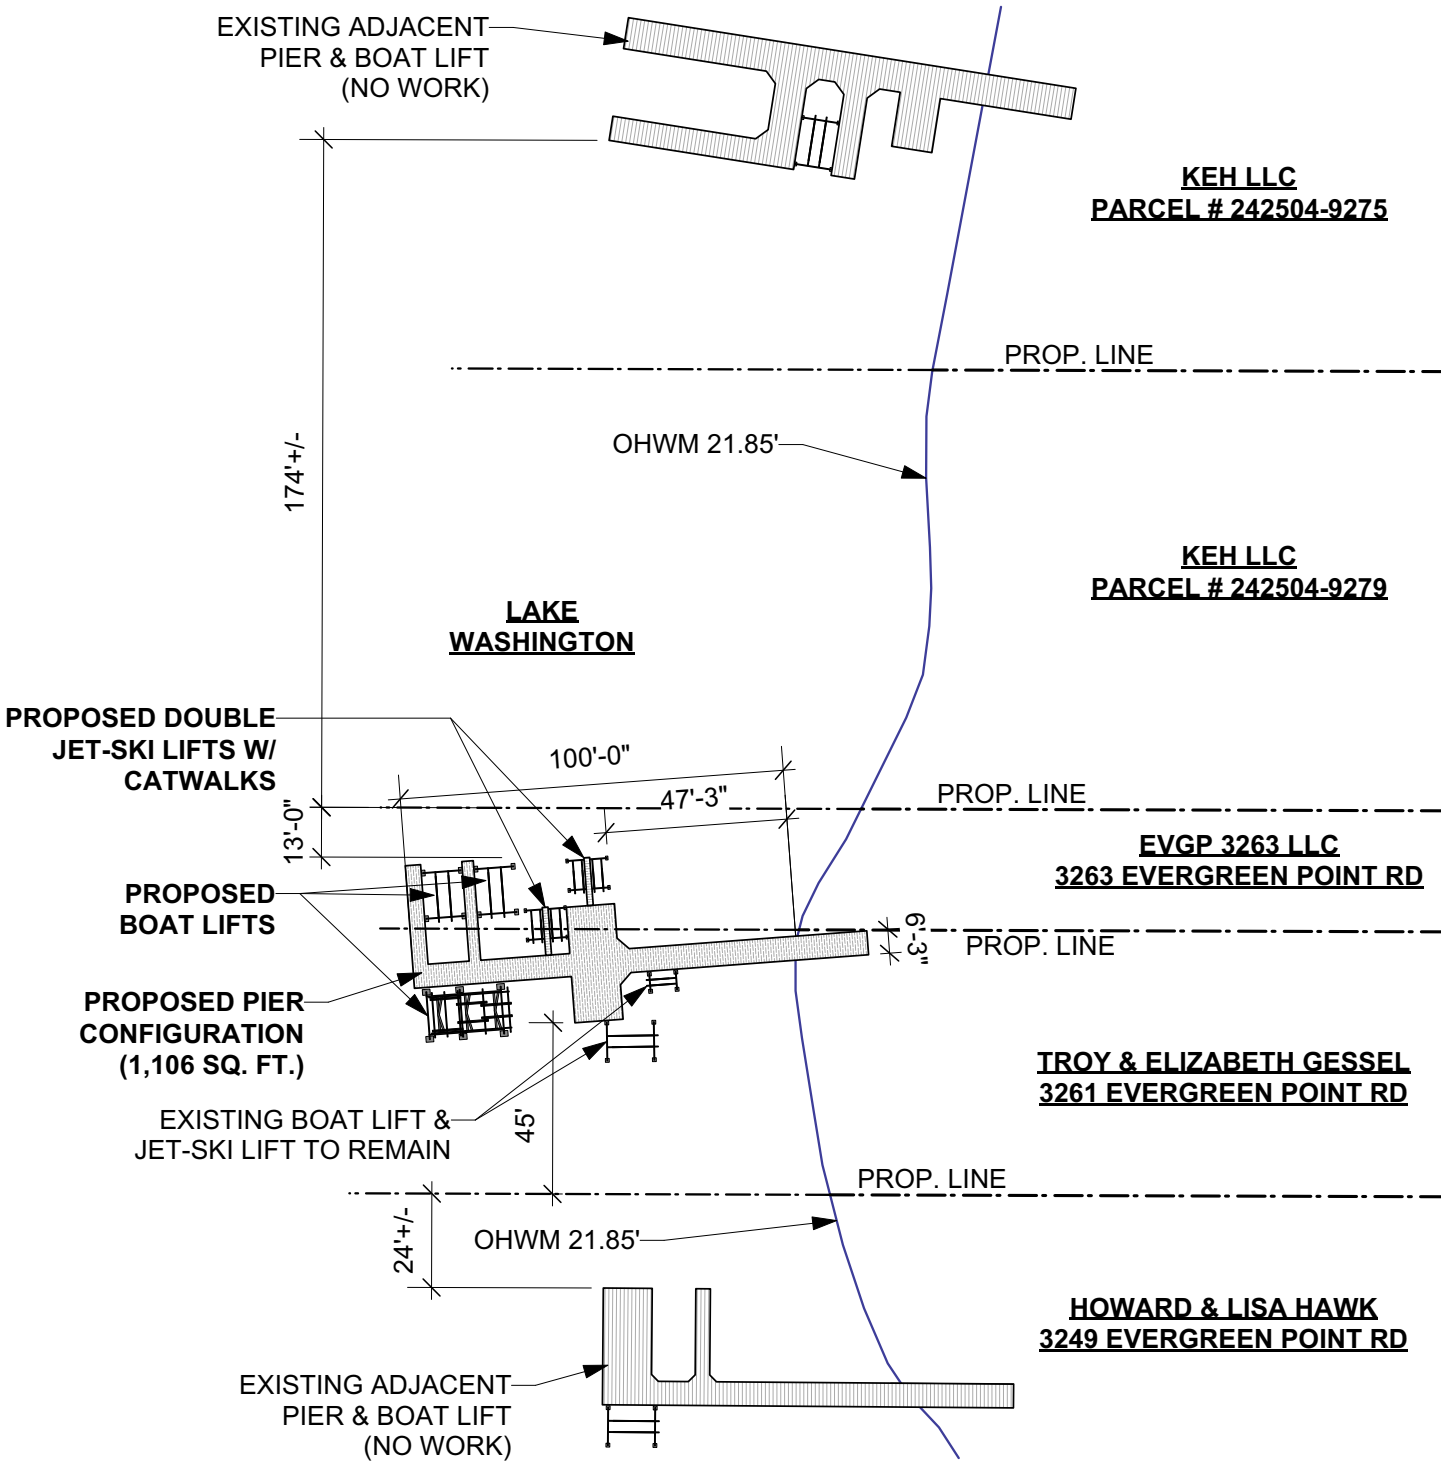 EXISTING ADJACENT
PIER & BOAT LIFT
(NO WORK)
KEH LLC
PARCEL # 242504-9275
PROP. LINE
OHWM 21.85'
174'+/-
KEH LLC
PARCEL # 242504-9279
LAKE
WASHINGTON
PROPOSED DOUBLE
JET-SKI LIFTS W/
CATWALKS
100'-0"
47'-3"
PROP. LINE
13'-0"
EVGP 3263 LLC
3263 EVERGREEN POINT RD
PROPOSED
BOAT LIFTS
6'-3"
PROP. LINE
PROPOSED PIER
CONFIGURATION
(1,106 SQ. FT.)
TROY & ELIZABETH GESSEL
3261 EVERGREEN POINT RD
EXISTING BOAT LIFT &
JET-SKI LIFT TO REMAIN
45'
PROP. LINE
24'+/-
OHWM 21.85'
HOWARD & LISA HAWK
3249 EVERGREEN POINT RD
EXISTING ADJACENT
PIER & BOAT LIFT
(NO WORK)